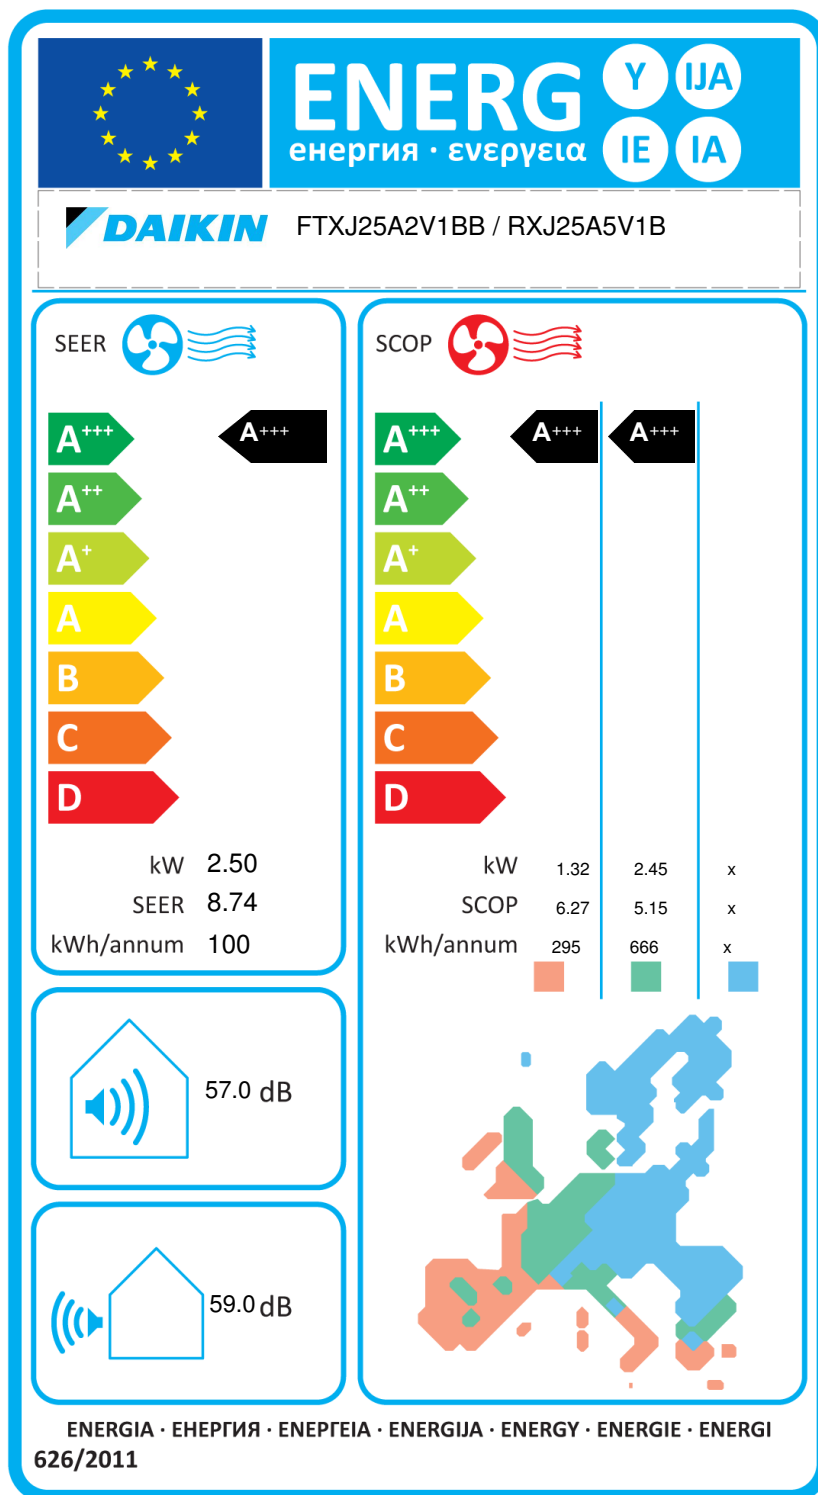 ENERG
енергия · ενεργεια
Y IJA
IE IA
DAIKIN FTXJ25A2V1BB / RXJ25A5V1B
SEER
A+++ A+++
A++
A+
A
B
C
D
kW 2.50
SEER 8.74
kWh/annum 100
SCOP
A+++ A+++ A+++
A++
A+
A
B
C
D
kW 1.32 2.45 x
SCOP 6.27 5.15 x
kWh/annum 295 666 x
57.0 dB
59.0 dB
ENERGIA · ЕНЕРГИЯ · ΕΝΕΡΓΕΙΑ · ENERGIJA · ENERGY · ENERGIE · ENERGI
626/2011